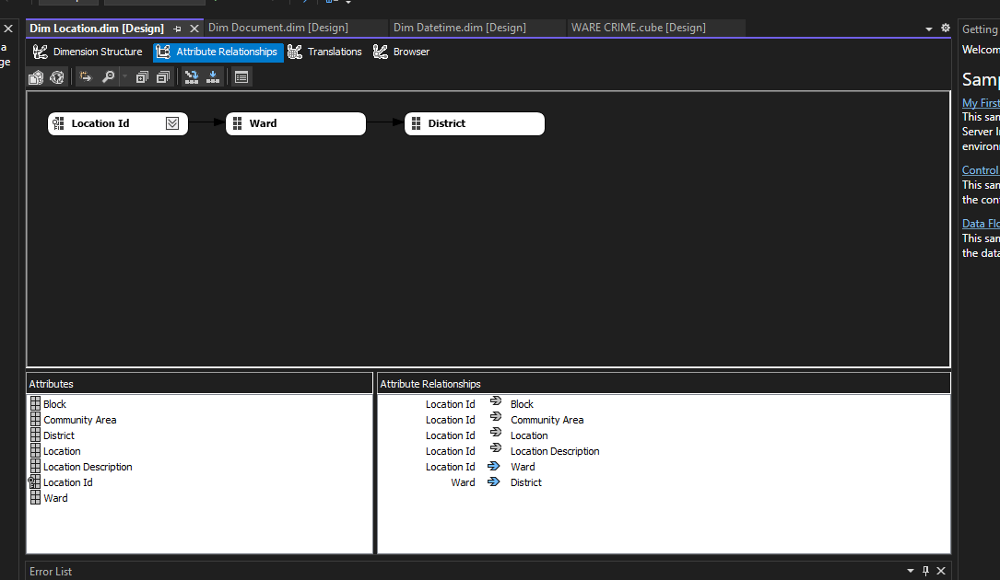 a
ge
Dim Location.dim [Design]
Dim Document.dim [Design]
Dim Datetime.dim [Design]
WARE CRIME.cube [Design]
Dimension Structure
Attribute Relationships
Translations
Browser
Location Id
Ward
District
Attributes
Block
Community Area
District
Location
Location Description
Location Id
Ward
Attribute Relationships
Location Id Block
Location Id Community Area
Location Id Location
Location Id Location Description
Location Id Ward
Ward District
Error List
Getting
Welcom
Samp
My First
This sam
Server In
environ
Control
This sam
the con
Data Flo
This sam
the data